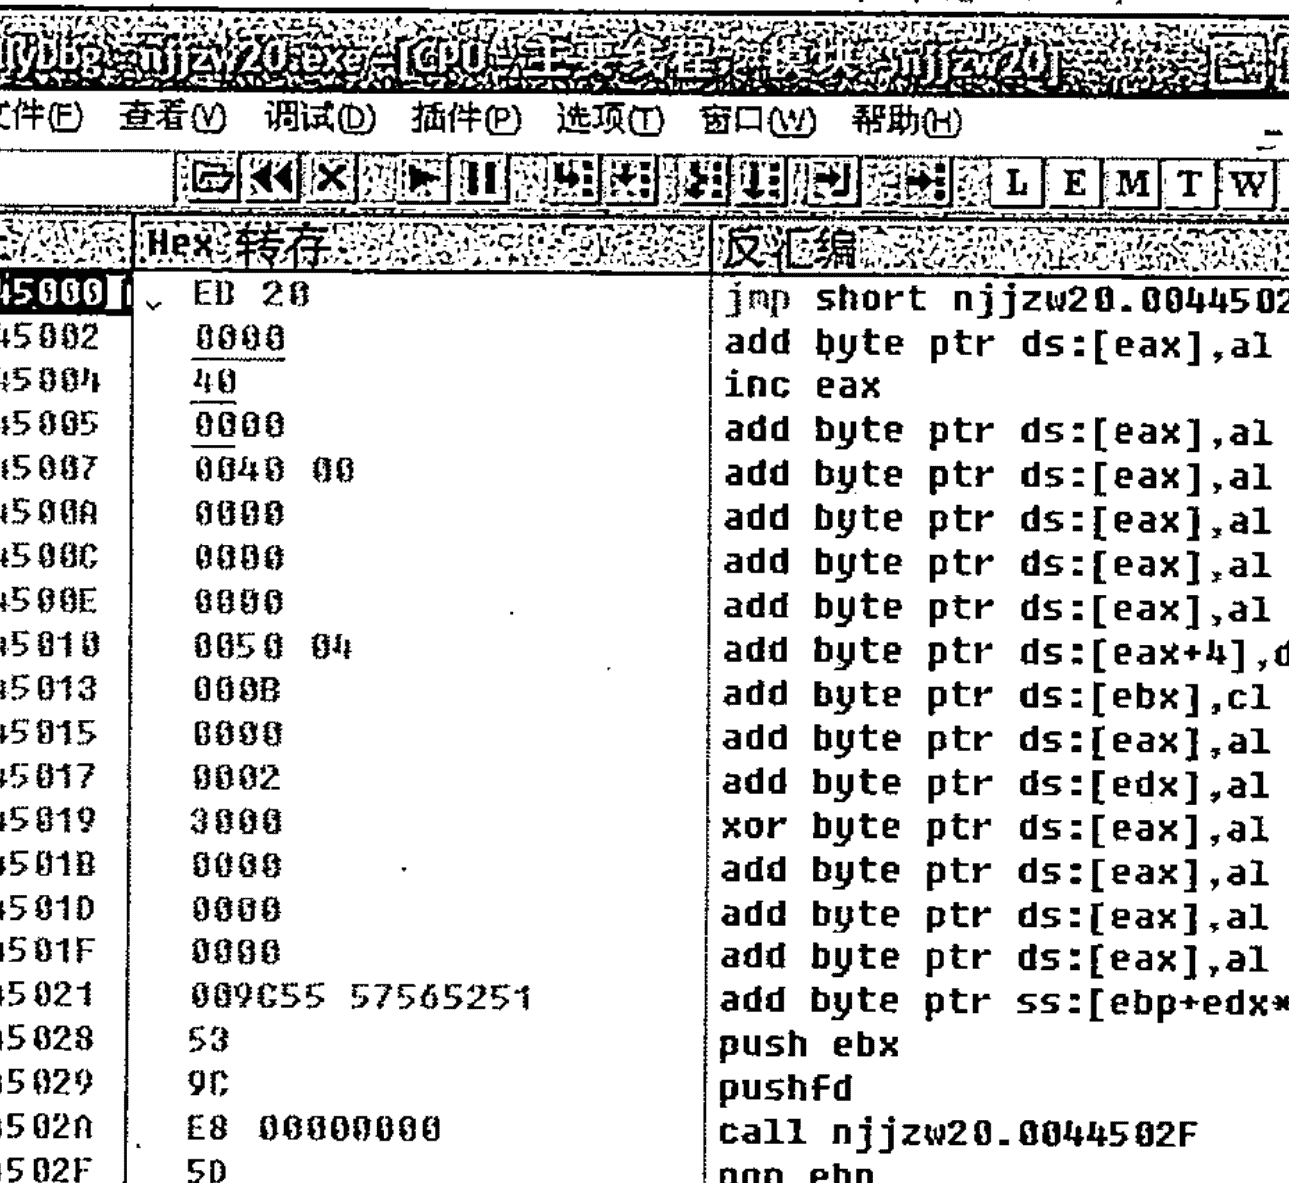 llyDbg - njjzw20.exe - [CPU - 主要线程, 模块 - njjzw20]
文件(F) 查看(V) 调试(D) 插件(P) 选项(T) 窗口(W) 帮助(H)
L E M T W
Hex 转存 反汇编
45000 EB 20 jmp short njjzw20.0044502
45002 0000 add byte ptr ds:[eax],al
45004 40 inc eax
45005 0000 add byte ptr ds:[eax],al
45007 0040 00 add byte ptr ds:[eax],al
4500A 0000 add byte ptr ds:[eax],al
4500C 0000 add byte ptr ds:[eax],al
4500E 0000 add byte ptr ds:[eax],al
45010 0050 04 add byte ptr ds:[eax+4],d
45013 000B add byte ptr ds:[ebx],cl
45015 0000 add byte ptr ds:[eax],al
45017 0002 add byte ptr ds:[edx],al
45019 3000 xor byte ptr ds:[eax],al
4501B 0000 add byte ptr ds:[eax],al
4501D 0000 add byte ptr ds:[eax],al
4501F 0000 add byte ptr ds:[eax],al
45021 009C55 57565251 add byte ptr ss:[ebp+edx*
45028 53 push ebx
45029 9C pushfd
4502A E8 00000000 call njjzw20.0044502F
4502F 5D pop ebp